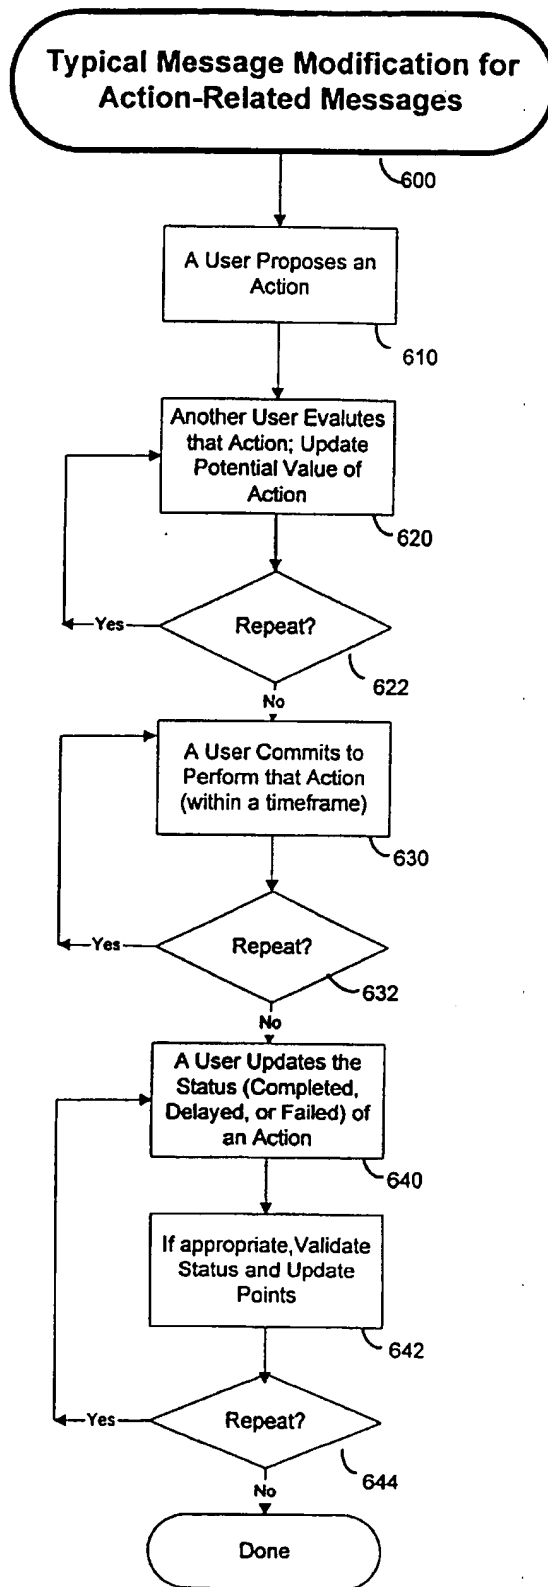 Typical Message Modification for
Action-Related Messages
600
A User Proposes an
Action
610
Another User Evalutes
that Action; Update
Potential Value of
Action
620
Repeat?
Yes
622
No
A User Commits to
Perform that Action
(within a timeframe)
630
Repeat?
Yes
632
No
A User Updates the
Status (Completed,
Delayed, or Failed) of
an Action
640
If appropriate,Validate
Status and Update
Points
642
Repeat?
Yes
644
No
Done